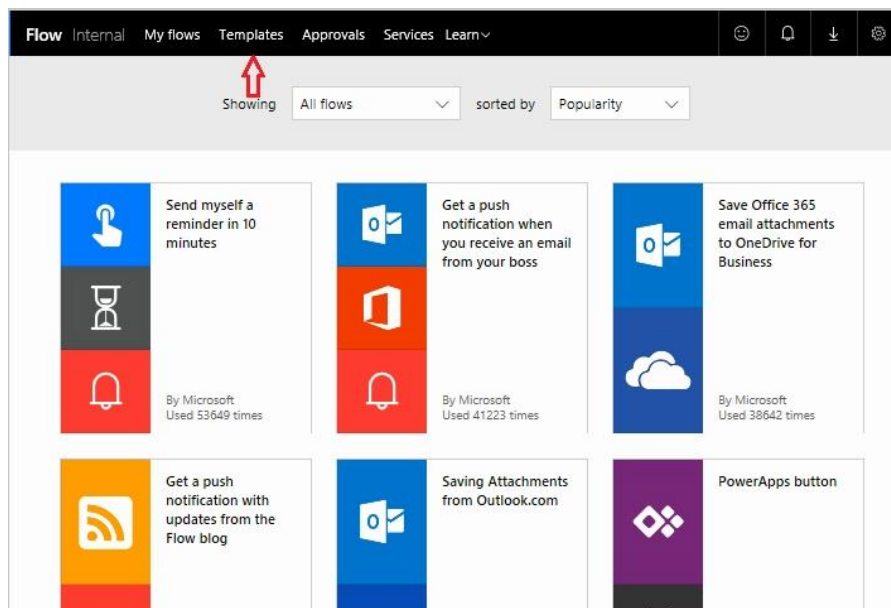 Flow Internal My flows Templates Approvals Services Learn
Showing All flows sorted by Popularity
Send myself a
reminder in 10
minutes
By Microsoft
Used 53649 times
Get a push
notification when
you receive an email
from your boss
By Microsoft
Used 41223 times
Save Office 365
email attachments
to OneDrive for
Business
By Microsoft
Used 38642 times
Get a push
notification with
updates from the
Flow blog
Saving Attachments
from Outlook.com
PowerApps button